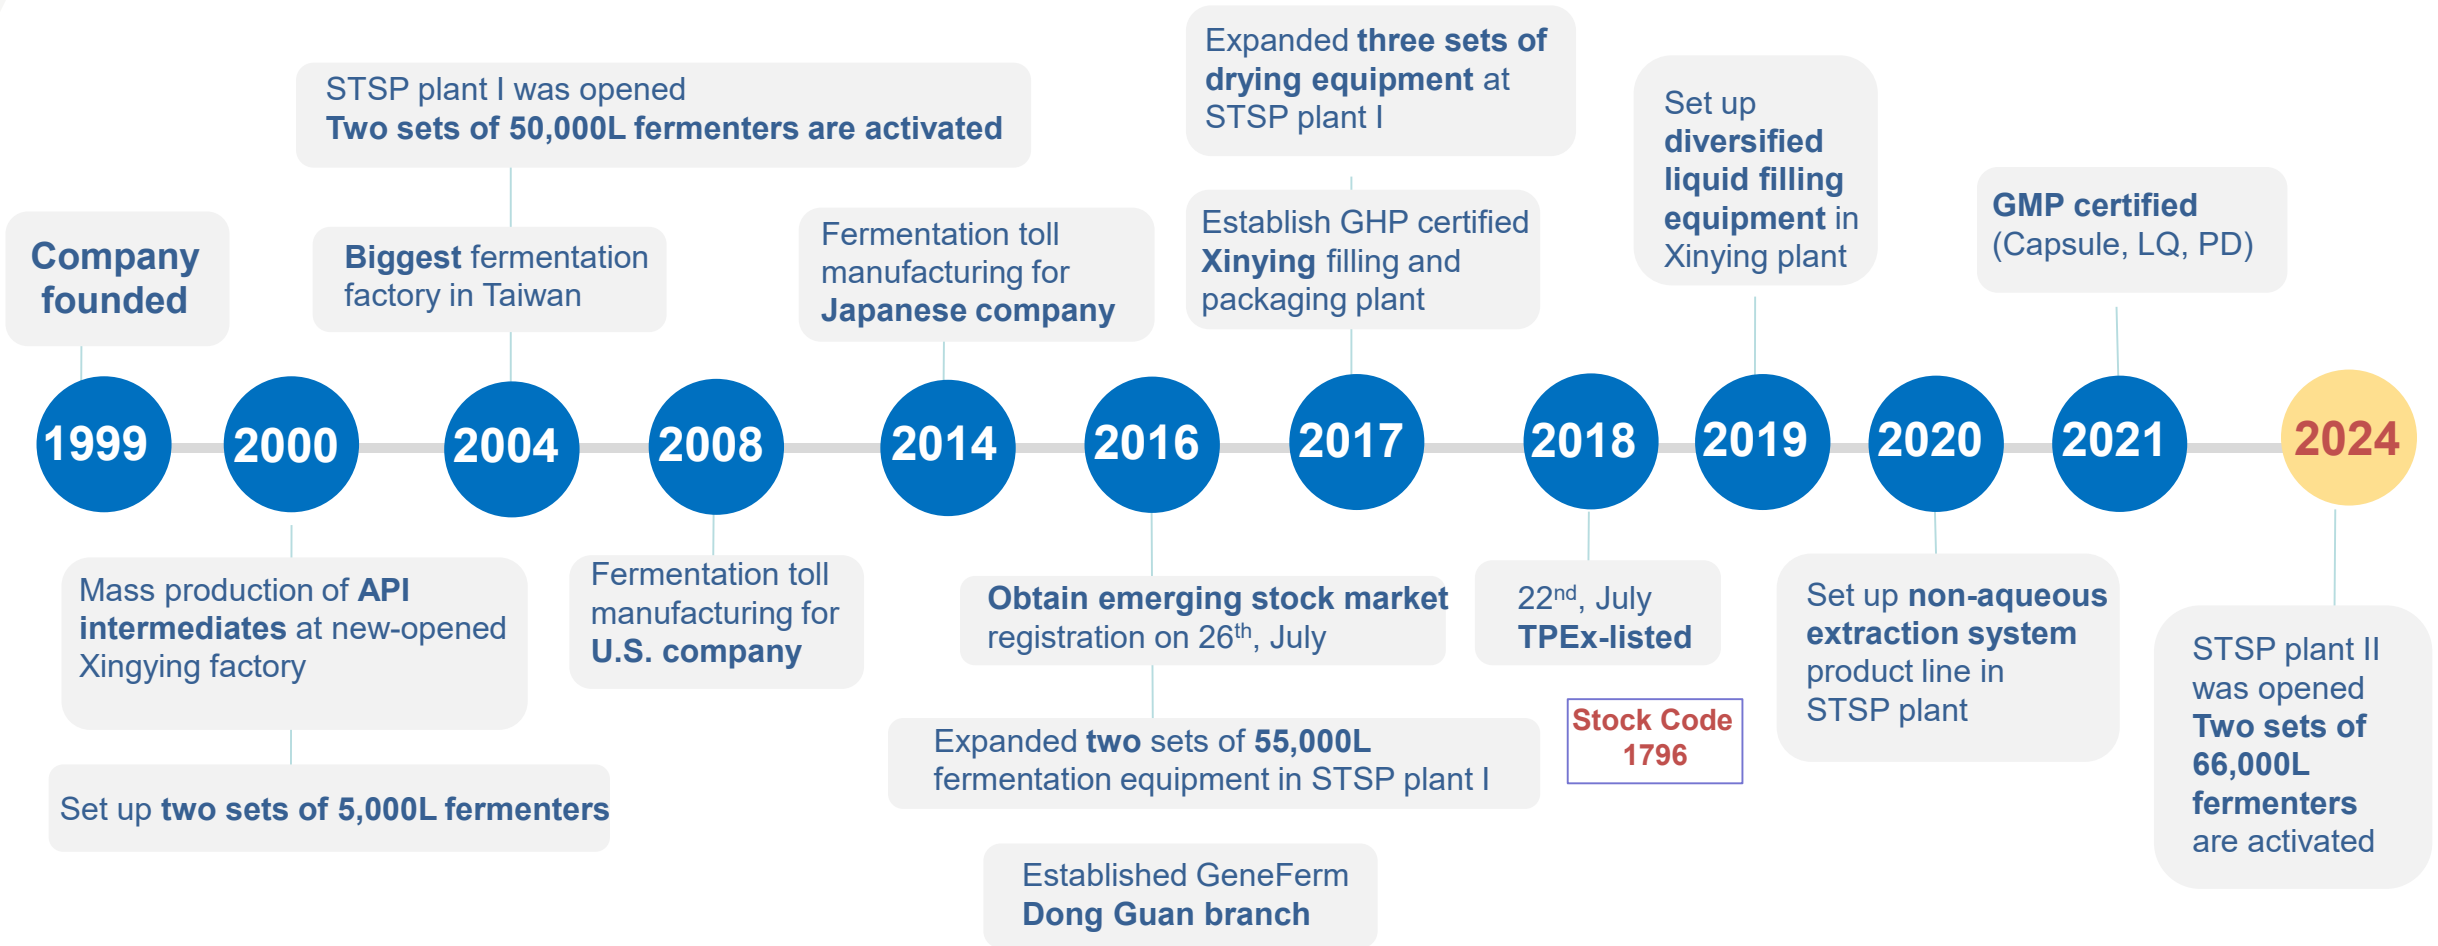 Company
founded
STSP plant I was opened
Two sets of 50,000L fermenters are activated
Biggest fermentation
factory in Taiwan
Fermentation toll
manufacturing for
Japanese company
Expanded three sets of
drying equipment at
STSP plant I
Establish GHP certified
Xinying filling and
packaging plant
Set up
diversified
liquid filling
equipment in
Xinying plant
GMP certified
(Capsule, LQ, PD)
1999
2000
2004
2008
2014
2016
2017
2018
2019
2020
2021
2024
Mass production of API
intermediates at new-opened
Xingying factory
Set up two sets of 5,000L fermenters
Fermentation toll
manufacturing for
U.S. company
Obtain emerging stock market
registration on 26th, July
Expanded two sets of 55,000L
fermentation equipment in STSP plant I
Established GeneFerm
Dong Guan branch
22nd, July
TPEx-listed
Stock Code
1796
Set up non-aqueous
extraction system
product line in
STSP plant
STSP plant II
was opened
Two sets of
66,000L
fermenters
are activated